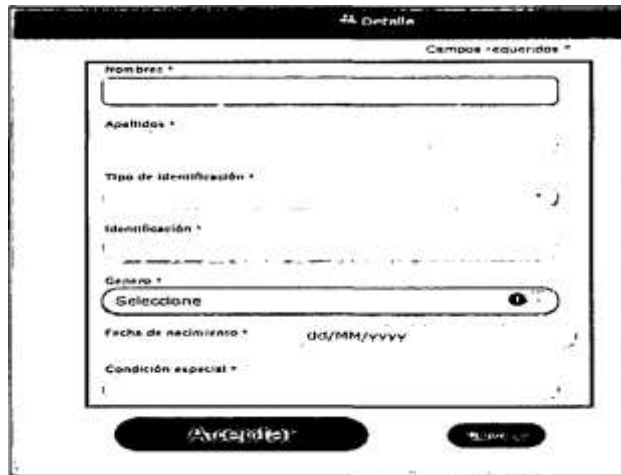 Detalle
Campos requeridos *
Nombres *
Apellidos *
Tipo de identificación *
Identificación *
Genero *
Seleccione
Fecha de nacimiento * dd/MM/yyyy
Condición especial *
Aceptar